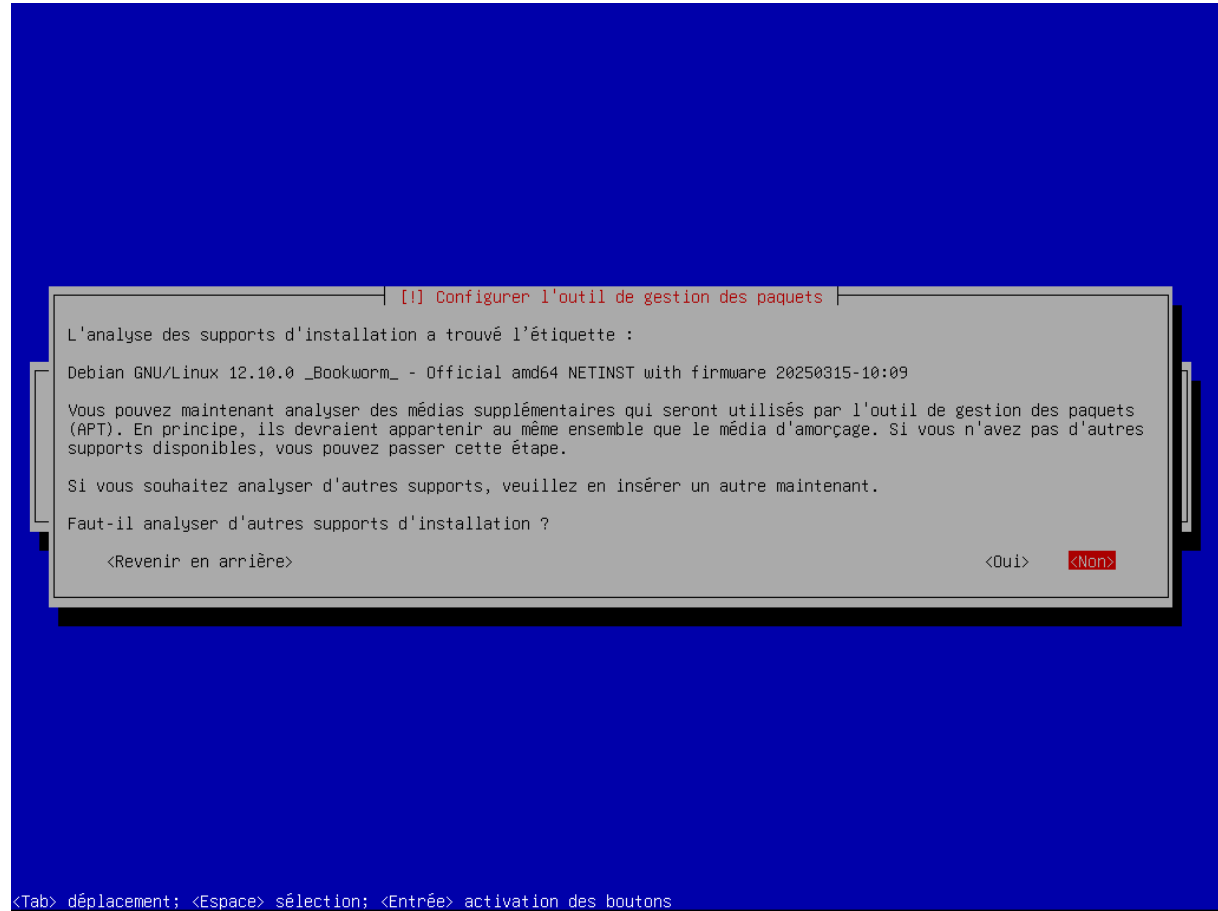 [!] Configurer l'outil de gestion des paquets
L'analyse des supports d'installation a trouvé l’étiquette :
Debian GNU/Linux 12.10.0 _Bookworm_ - Official amd64 NETINST with firmware 20250315-10:09
Vous pouvez maintenant analyser des médias supplémentaires qui seront utilisés par l'outil de gestion des paquets
(APT). En principe, ils devraient appartenir au même ensemble que le média d'amorçage. Si vous n'avez pas d'autres
supports disponibles, vous pouvez passer cette étape.
Si vous souhaitez analyser d'autres supports, veuillez en insérer un autre maintenant.
Faut-il analyser d'autres supports d'installation ?
<Revenir en arrière> <Oui> <Non>
<Tab> déplacement; <Espace> sélection; <Entrée> activation des boutons